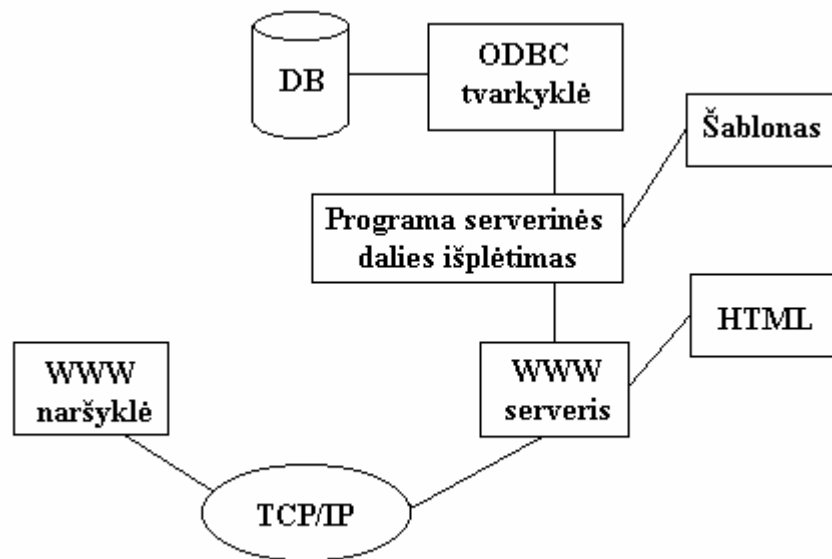 DB
ODBC
tvarkyklė
Šablonas
Programa serverinės
dalies išplėtimas
HTML
WWW
naršyklė
WWW
serveris
TCP/IP